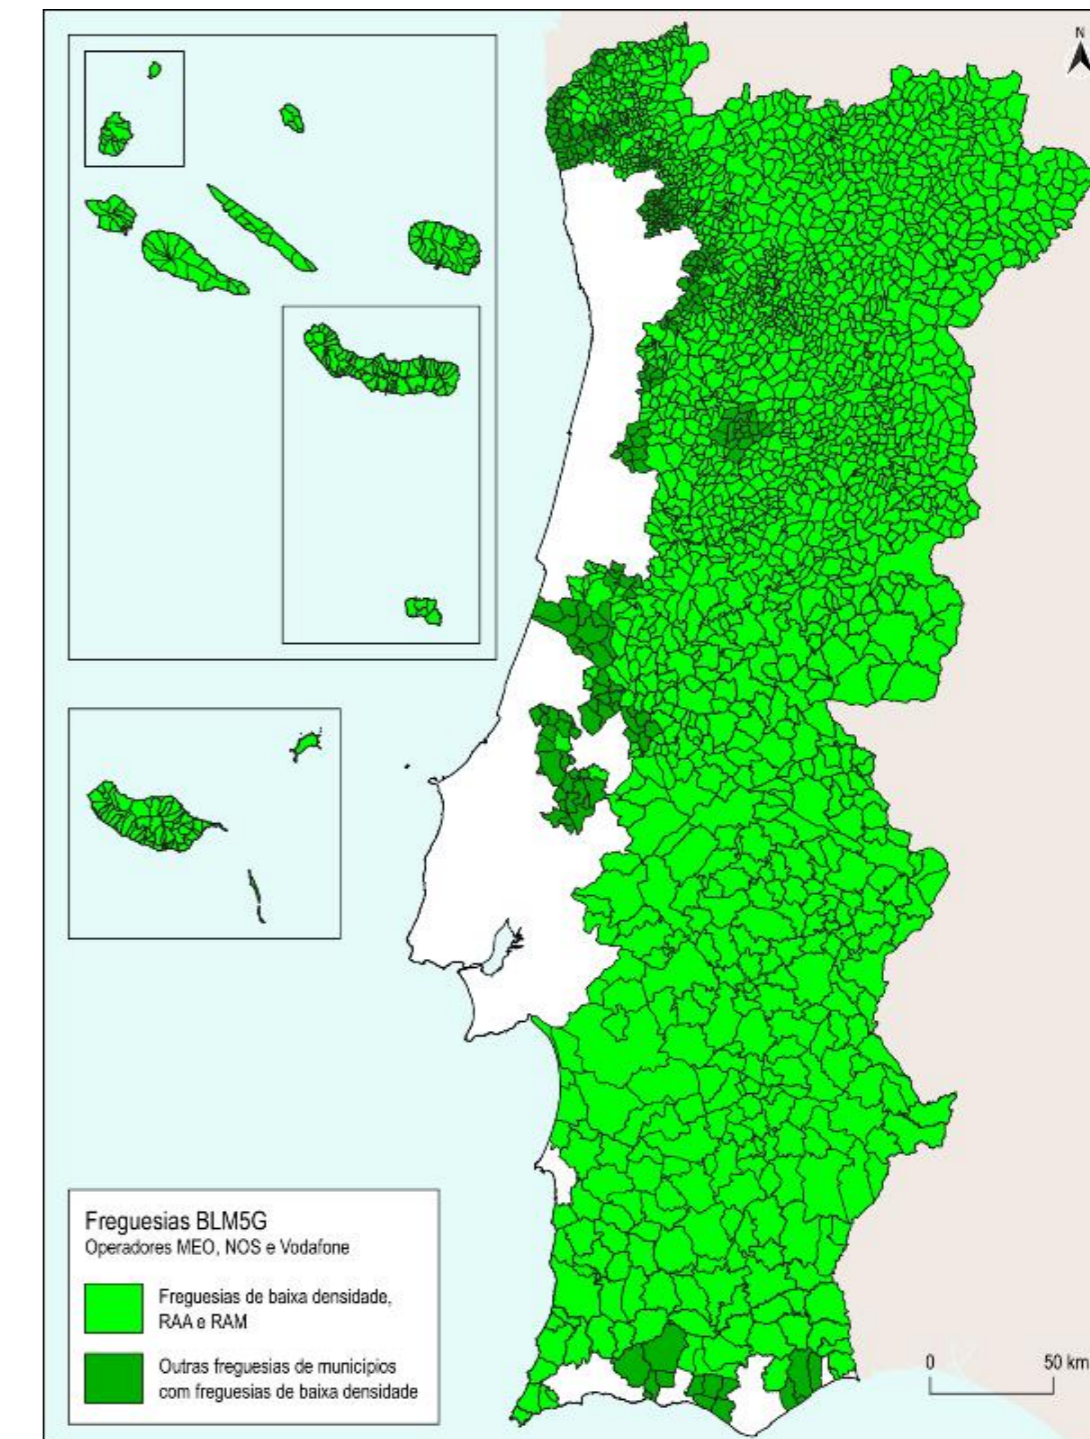 N
Freguesias BLM5G
Operadores MEO, NOS e Vodafone
Freguesias de baixa densidade,
RAA e RAM
Outras freguesias de municípios
com freguesias de baixa densidade
0 50 km